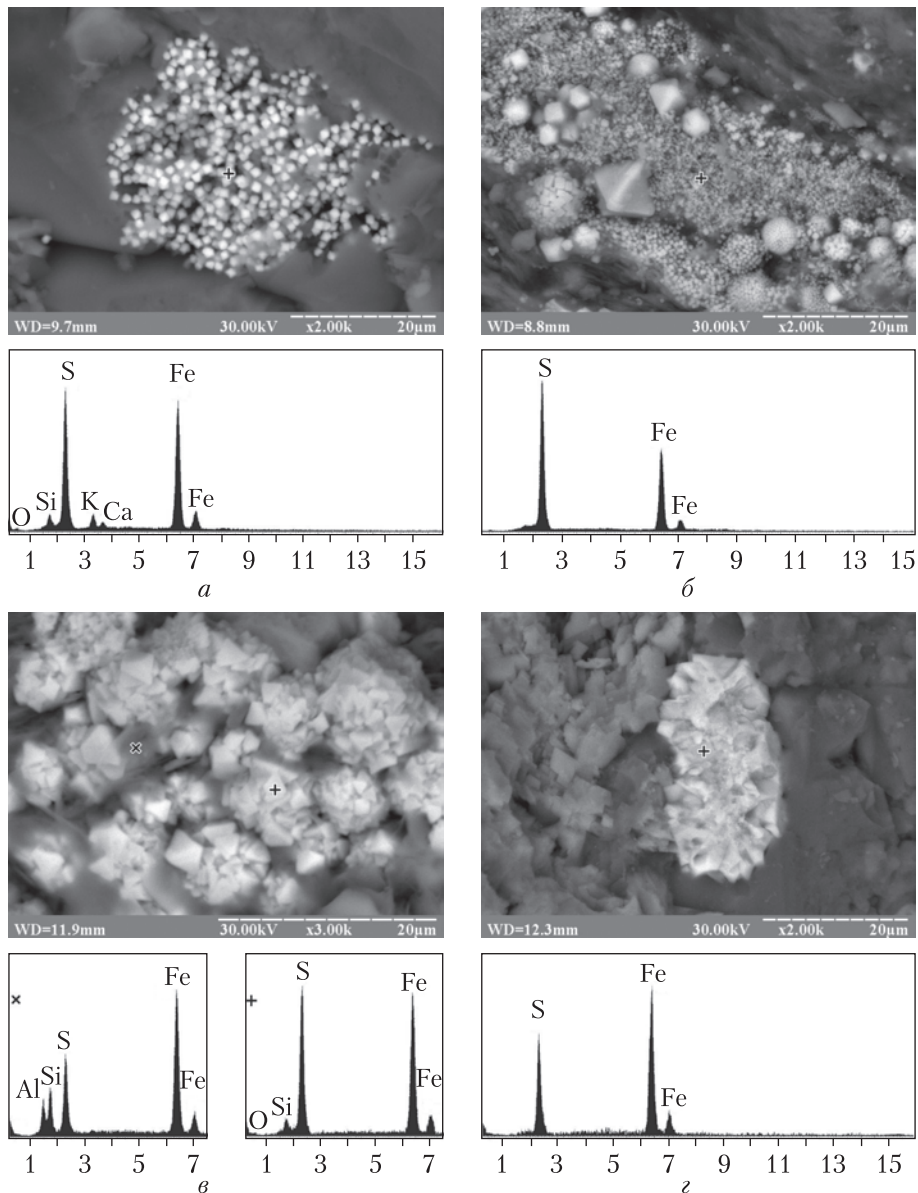 WD=9.7mm 30.00kV x2.00k 20µm
WD=8.8mm 30.00kV x2.00k 20µm
S Fe
O Si K Ca Fe
1 3 5 7 9 11 13 15
а
S
Fe
Fe
1 3 5 7 9 11 13 15
б
WD=11.9mm 30.00kV x3.00k 20µm
WD=12.3mm 30.00kV x2.00k 20µm
× Fe
S
Al Si Fe
1 3 5 7
+ S Fe
O Si Fe
1 3 5 7
в
S Fe
Fe
1 3 5 7 9 11 13 15
г